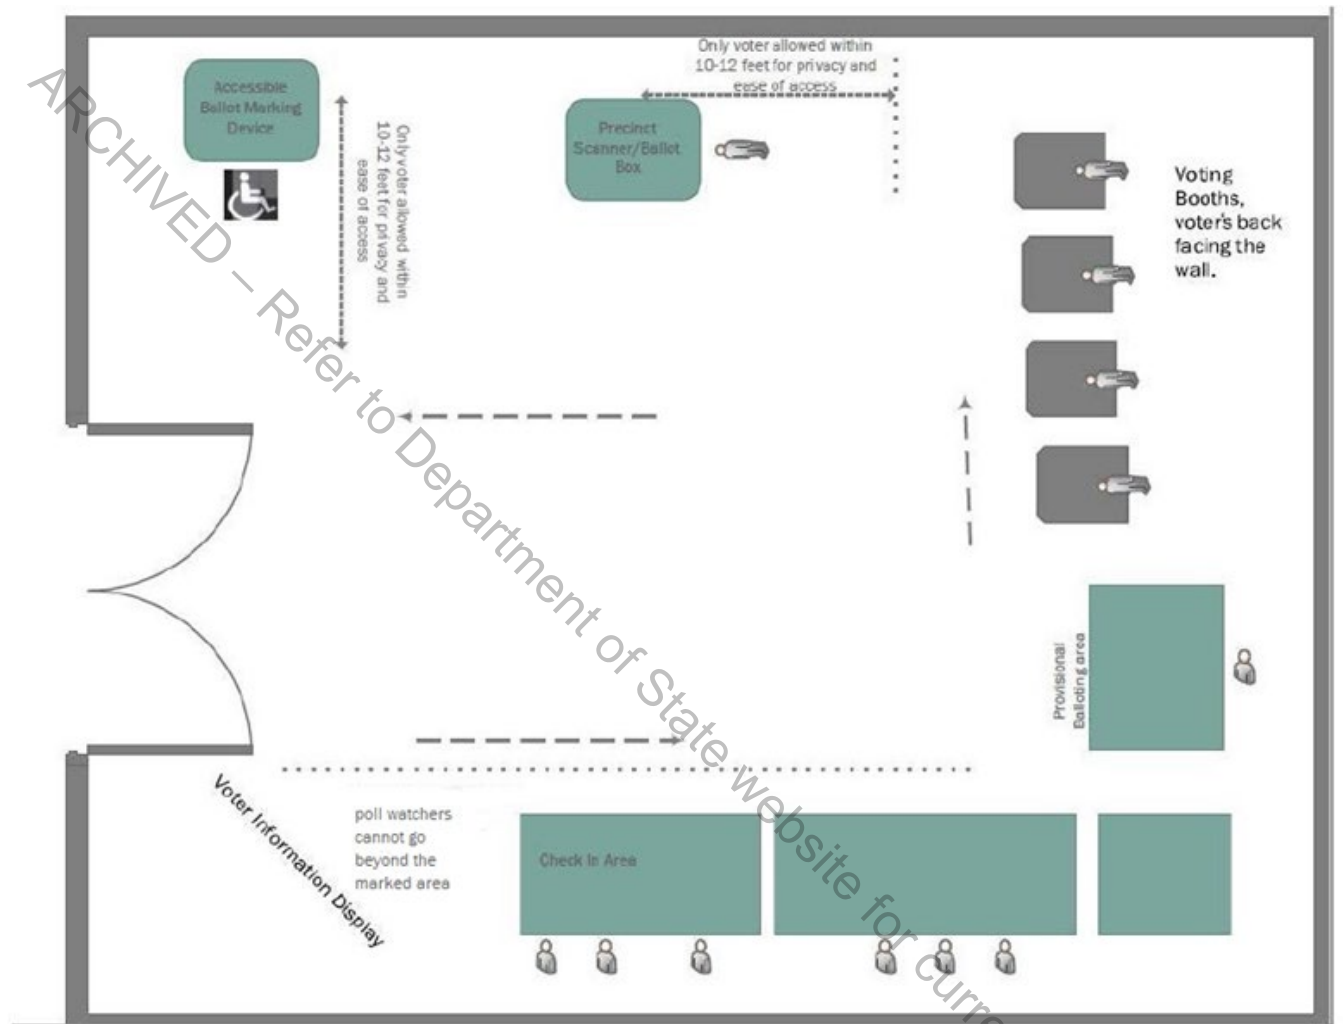 Accessible
Ballot Marking
Device
Only voter allowed within
10-12 feet for privacy and
ease of access
Only voter allowed within
10-12 feet for privacy and
ease of access
Precinct
Scanner/Ballot
Box
Voting
Booths,
voter's back
facing the
wall.
Provisional
Balloting area
Voter Information Display
poll watchers
cannot go
beyond the
marked area
Check In Area
ARCHIVED – Refer to Department of State website for